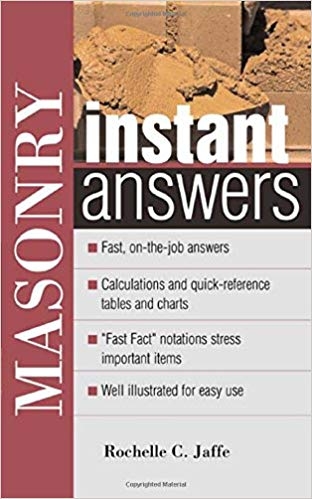 MASONRY
instant
answers
■ Fast, on-the-job answers
■ Calculations and quick-reference
tables and charts
■ "Fast Fact" notations stress
important items
■ Well illustrated for easy use
Rochelle C. Jaffe